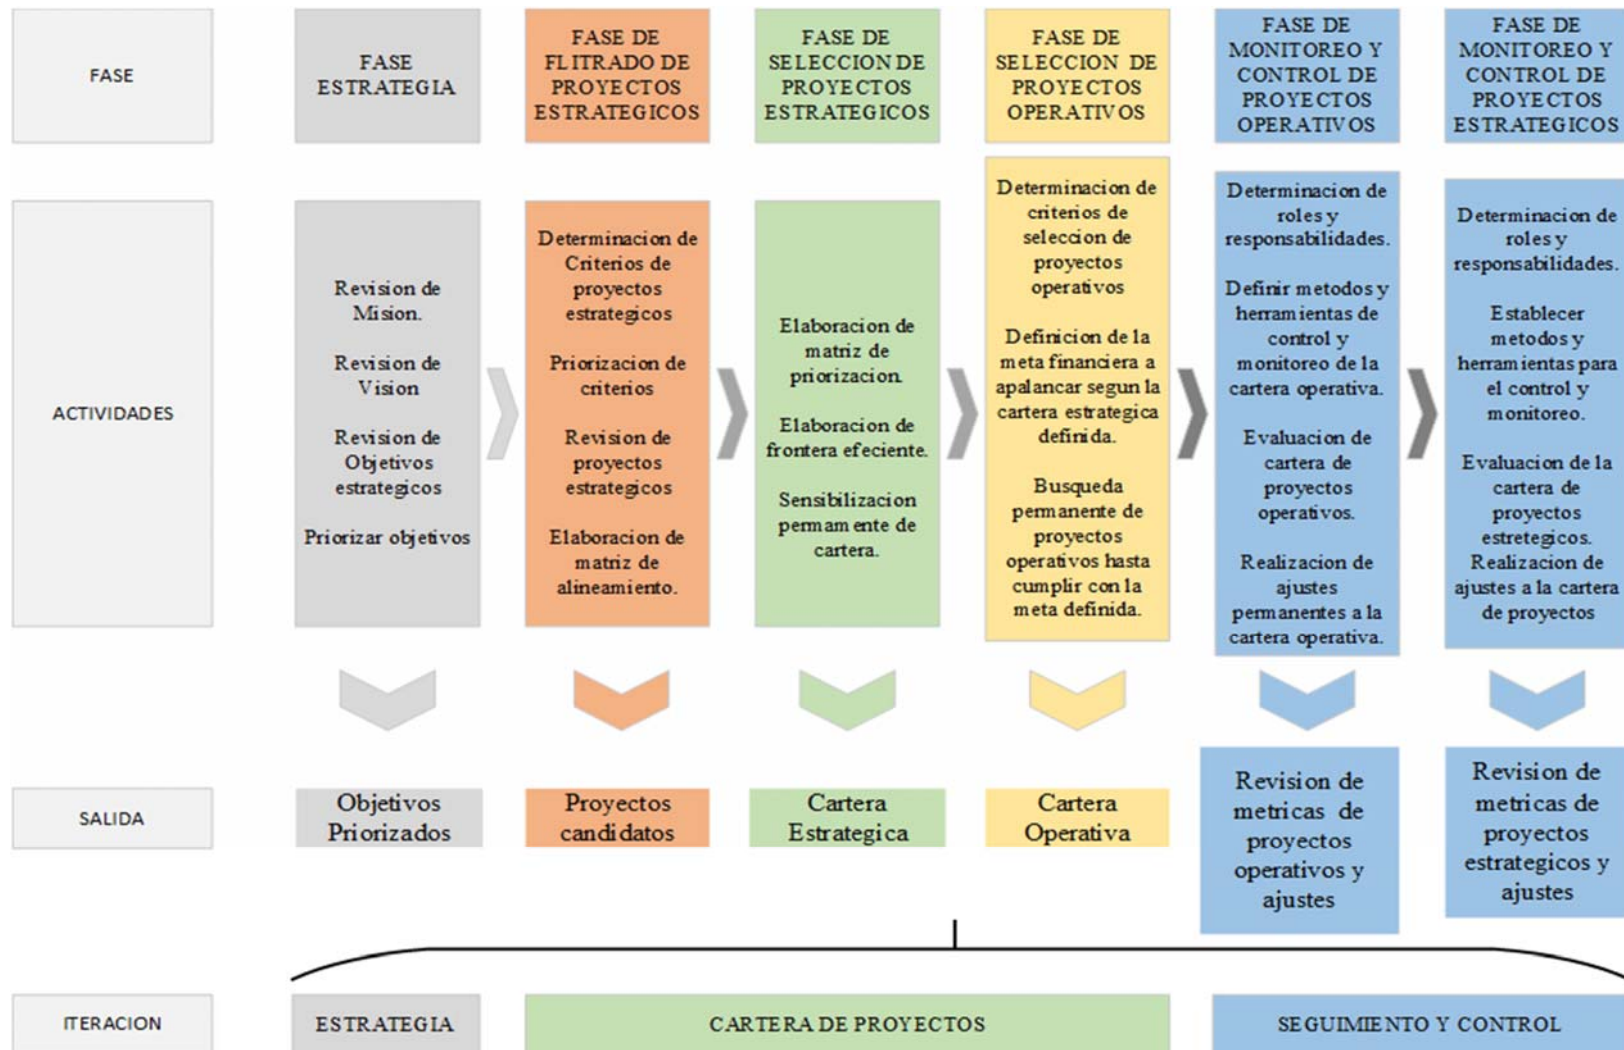 FASE
FASE
ESTRATEGIA
FASE DE
FLITRADO DE
PROYECTOS
ESTRATEGICOS
FASE DE
SELECCION DE
PROYECTOS
ESTRATEGICOS
FASE DE
SELECCION DE
PROYECTOS
OPERATIVOS
FASE DE
MONITOREO Y
CONTROL DE
PROYECTOS
OPERATIVOS
FASE DE
MONITOREO Y
CONTROL DE
PROYECTOS
ESTRATEGICOS
ACTIVIDADES
Revision de
Mision.
Revision de
Vision
Revision de
Objetivos
estrategicos
Priorizar objetivos
Determinacion de
Criterios de
proyectos
estrategicos
Priorizacion de
criterios
Revision de
proyectos
estrategicos
Elaboracion de
matriz de
alineamiento.
Elaboracion de
matriz de
priorizacion.
Elaboracion de
frontera efeciente.
Sensibilizacion
permamente de
cartera.
Determinacion de
criterios de
seleccion de
proyectos
operativos
Definicion de la
meta financiera a
apalancar segun la
cartera estrategica
definida.
Busqueda
permanente de
proyectos
operativos hasta
cumplir con la
meta definida.
Determinacion de
roles y
responsabilidades.
Definir metodos y
herramientas de
control y
monitoreo de la
cartera operativa.
Evaluacion de
cartera de
proyectos
operativos.
Realizacion de
ajustes
permanentes a la
cartera operativa.
Determinacion de
roles y
responsabilidades.
Establecer
metodos y
herramientas para
el control y
monitoreo.
Evaluacion de la
cartera de
proyectos
estretegicos.
Realizacion de
ajustes a la cartera
de proyectos
SALIDA
Objetivos
Priorizados
Proyectos
candidatos
Cartera
Estrategica
Cartera
Operativa
Revision de
metricas de
proyectos
operativos y
ajustes
Revision de
metricas de
proyectos
estrategicos y
ajustes
ITERACION
ESTRATEGIA
CARTERA DE PROYECTOS
SEGUIMIENTO Y CONTROL